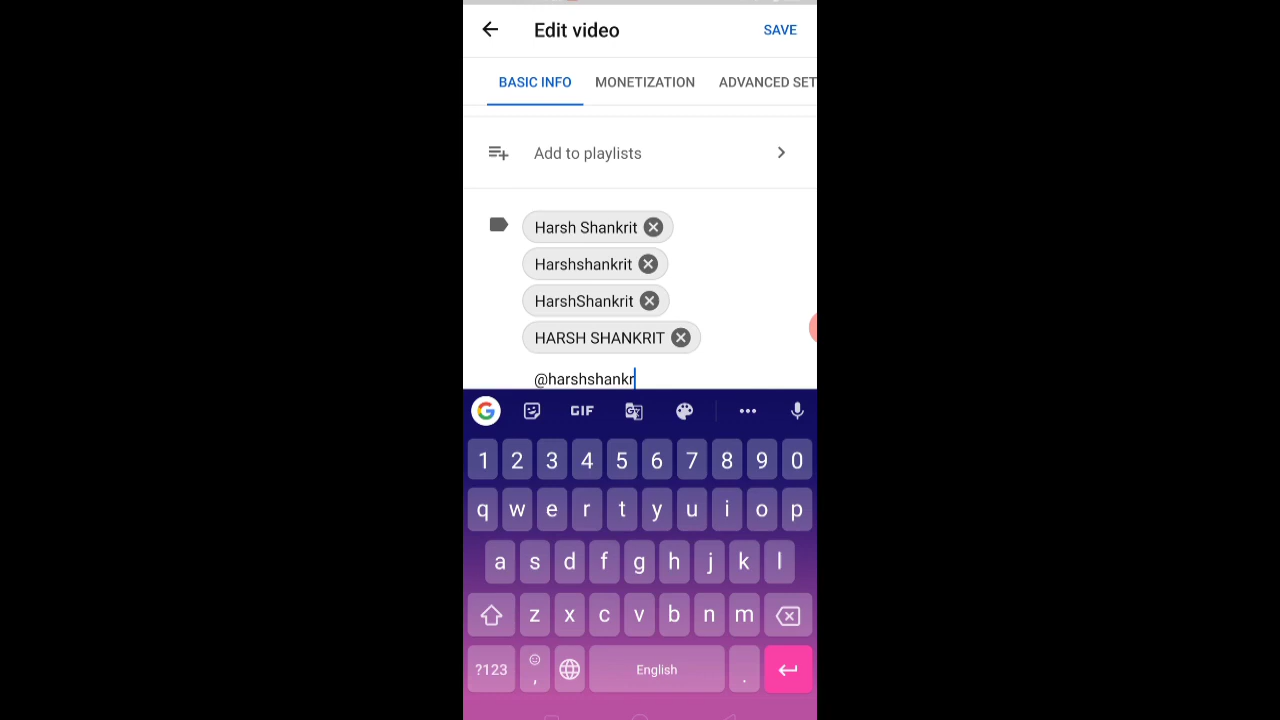 Edit video SAVE
BASIC INFO MONETIZATION ADVANCED SET
Add to playlists
Harsh Shankrit
Harshshankrit
HarshShankrit
HARSH SHANKRIT
@harshshankr
G GIF G
1 2 3 4 5 6 7 8 9 0
q w e r t y u i o p
a s d f g h j k l
z x c v b n m
?123 , English .